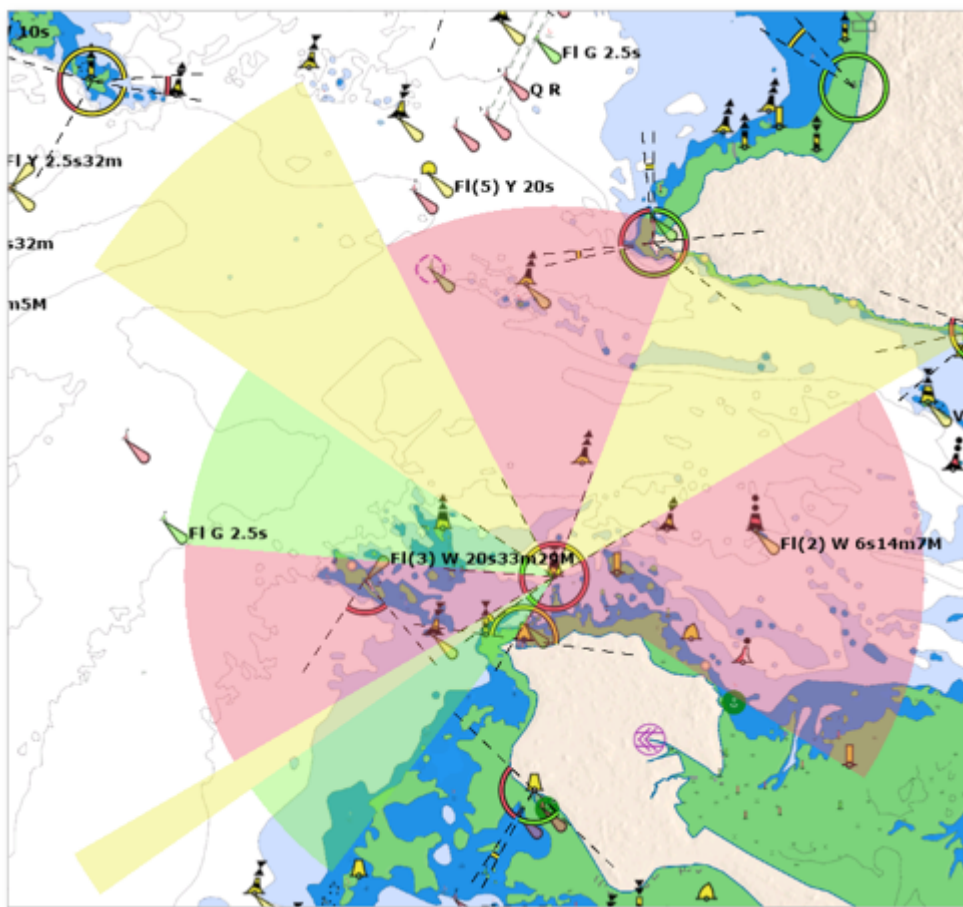 10s
Fl G 2.5s
Q R
Fl Y 2.5s32m
Fl(5) Y 20s
s32m
m5M
Fl G 2.5s
Fl(3) W 20s33m29M
Fl(2) W 6s14m7M
V